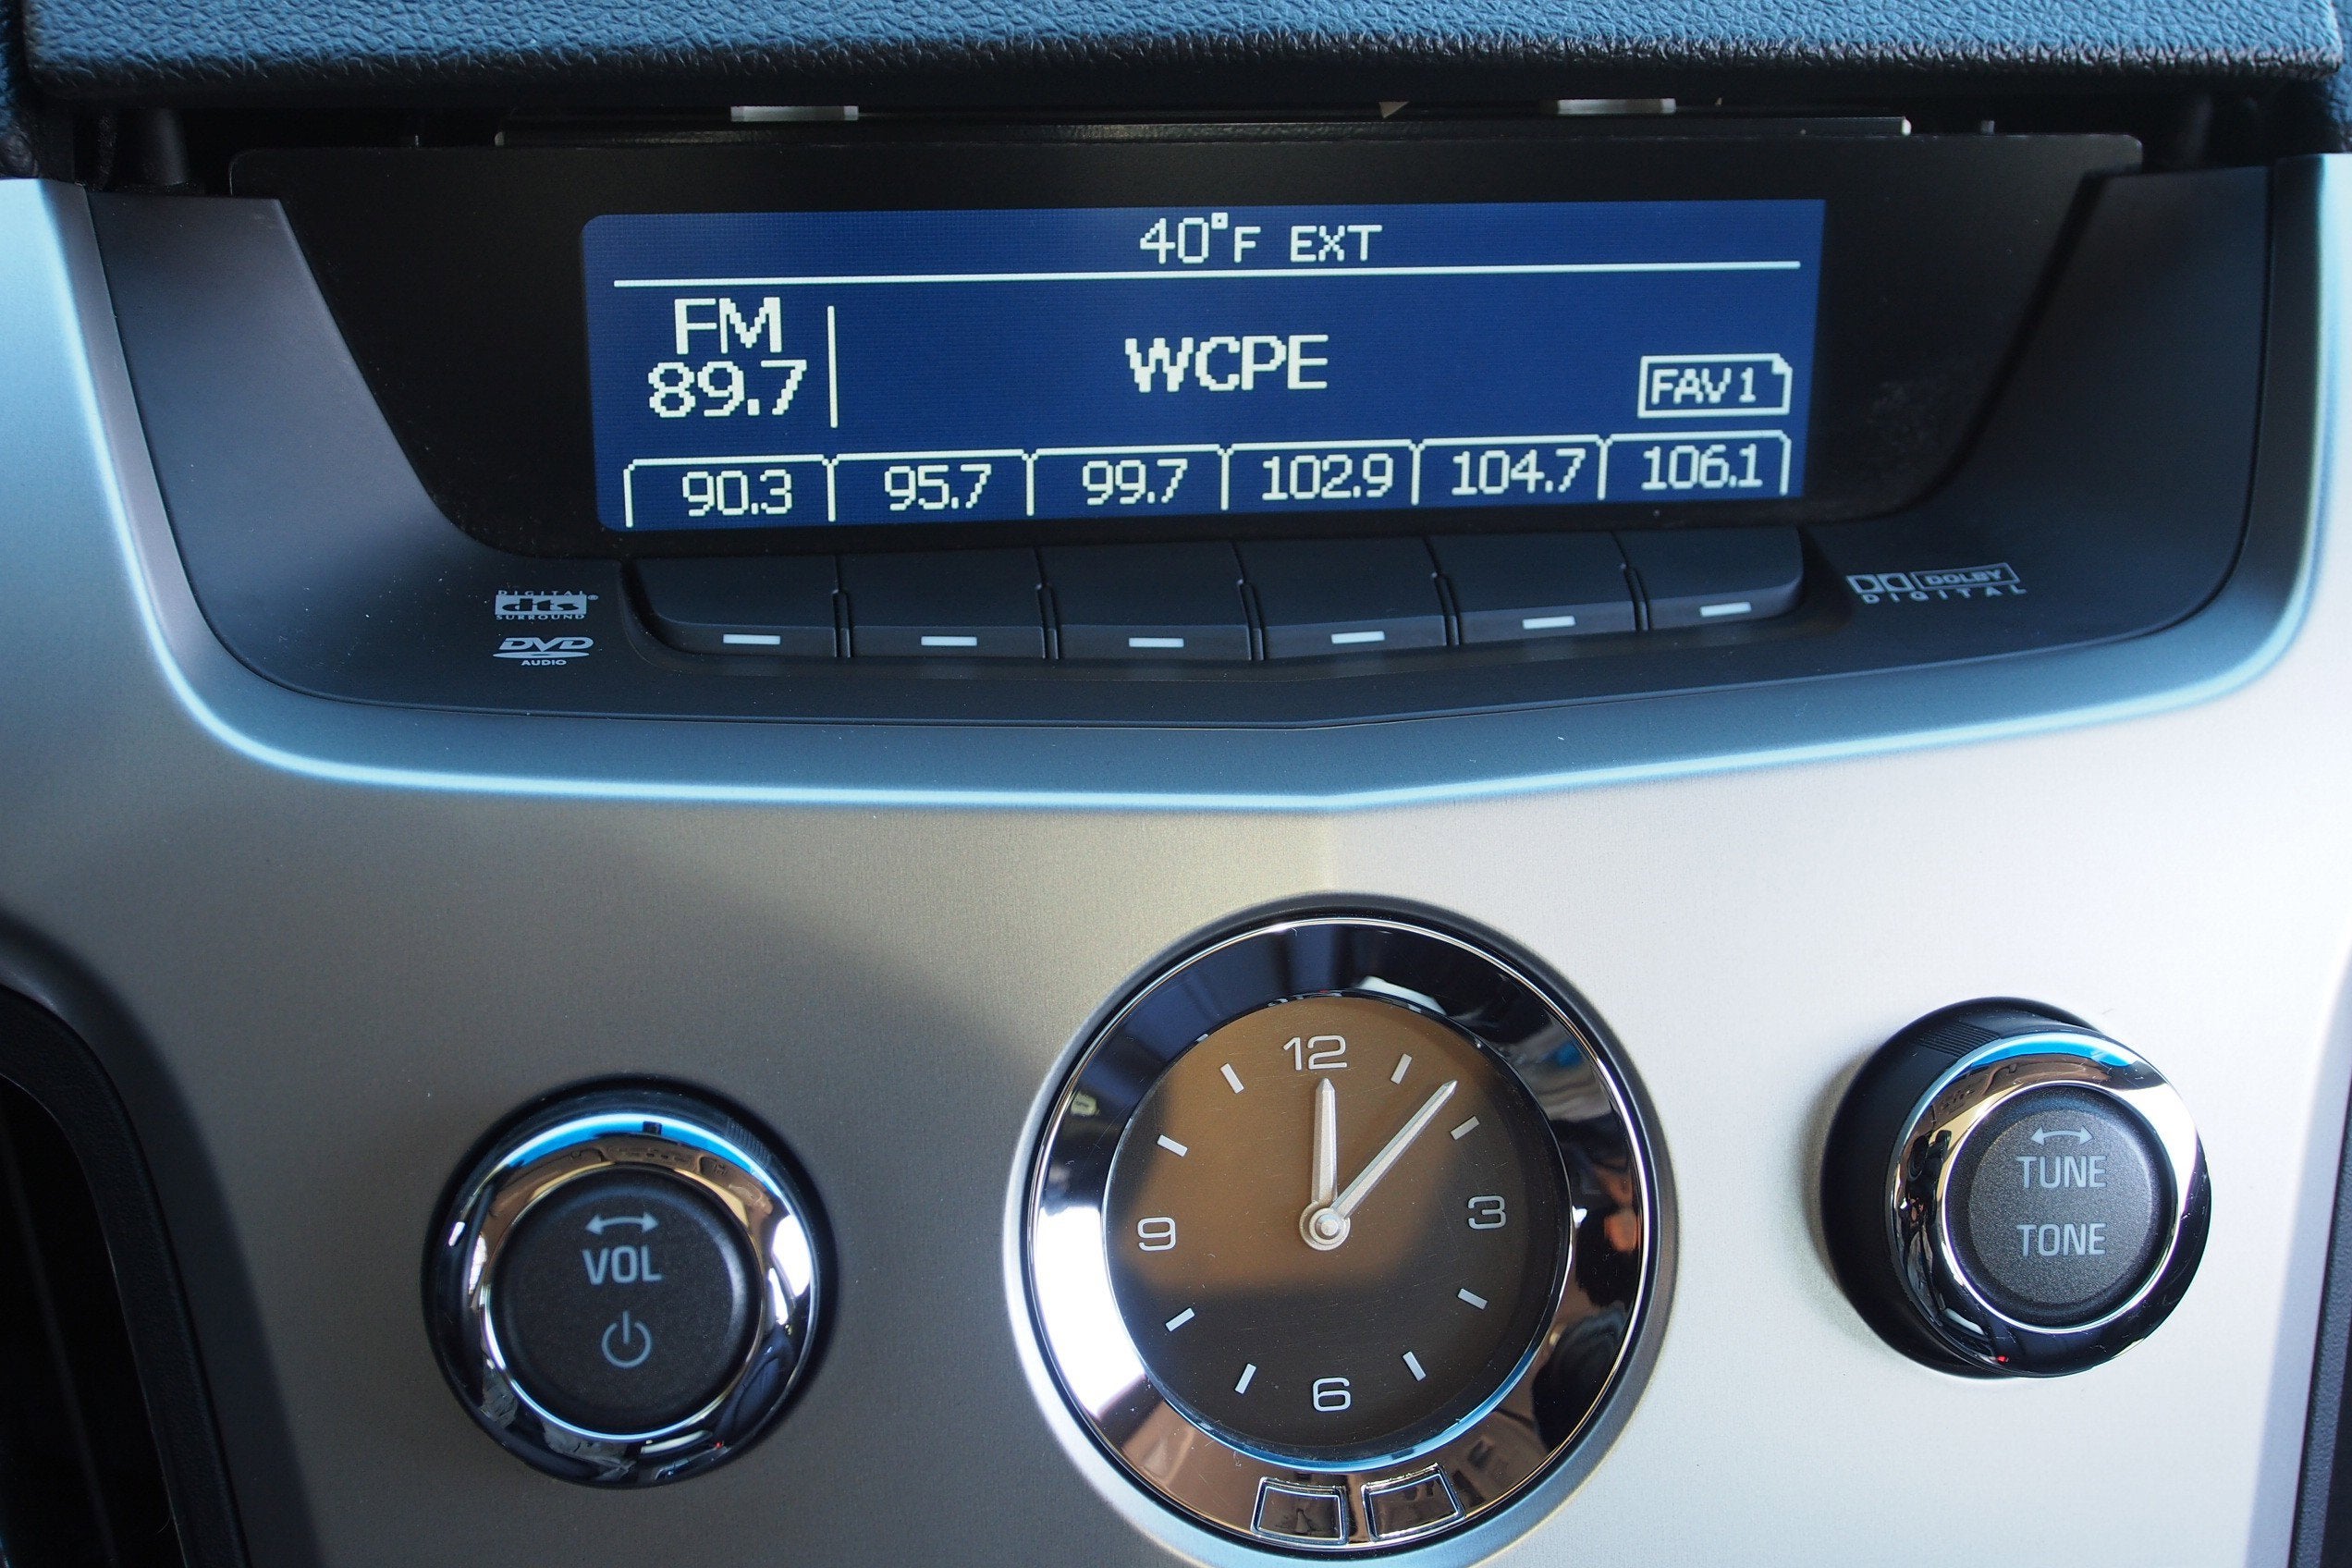 40°F EXT
FM
89.7
WCPE
FAV 1
90.3 95.7 99.7 102.9 104.7 106.1
DIGITAL
dts®
SURROUND
DVD
AUDIO
DOLBY
DIGITAL
VOL
12
3
6
9
TUNE
TONE